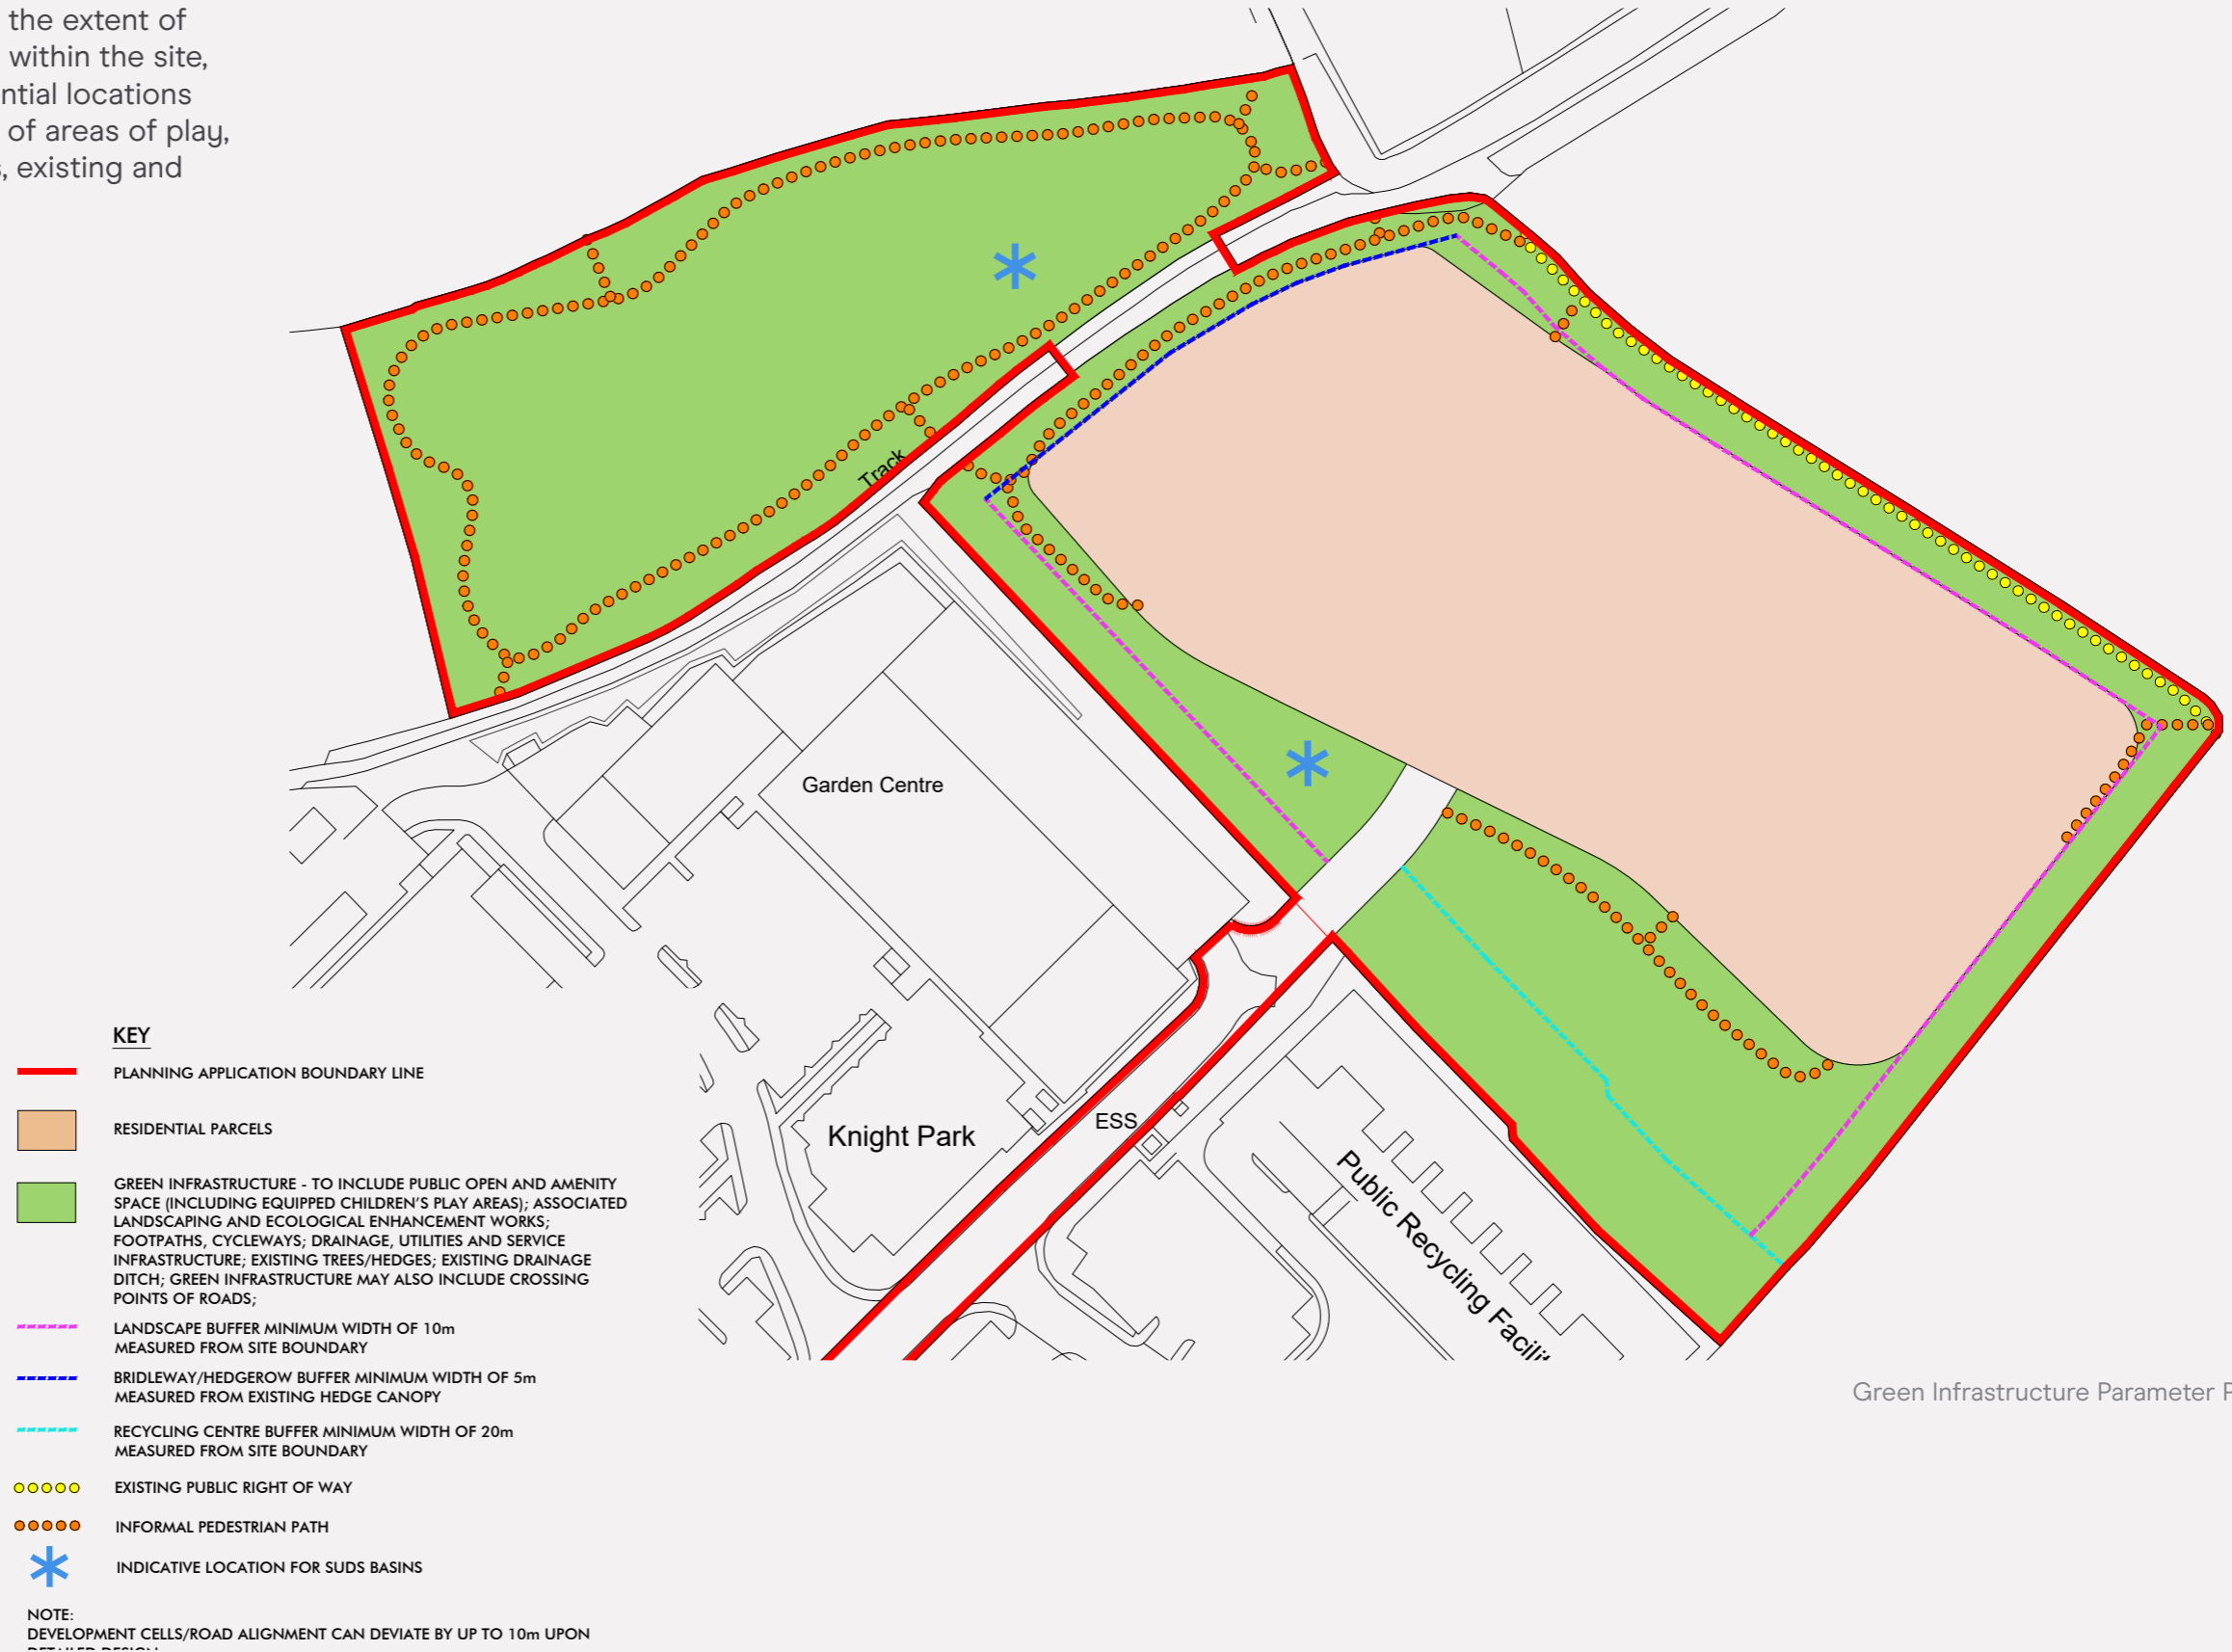 the extent of
within the site,
ntial locations
of areas of play,
, existing and
Track
Garden Centre
Knight Park
ESS
Public Recycling Facilit
KEY
PLANNING APPLICATION BOUNDARY LINE
RESIDENTIAL PARCELS
GREEN INFRASTRUCTURE - TO INCLUDE PUBLIC OPEN AND AMENITY
SPACE (INCLUDING EQUIPPED CHILDREN'S PLAY AREAS); ASSOCIATED
LANDSCAPING AND ECOLOGICAL ENHANCEMENT WORKS;
FOOTPATHS, CYCLEWAYS; DRAINAGE, UTILITIES AND SERVICE
INFRASTRUCTURE; EXISTING TREES/HEDGES; EXISTING DRAINAGE
DITCH; GREEN INFRASTRUCTURE MAY ALSO INCLUDE CROSSING
POINTS OF ROADS;
LANDSCAPE BUFFER MINIMUM WIDTH OF 10m
MEASURED FROM SITE BOUNDARY
BRIDLEWAY/HEDGEROW BUFFER MINIMUM WIDTH OF 5m
MEASURED FROM EXISTING HEDGE CANOPY
RECYCLING CENTRE BUFFER MINIMUM WIDTH OF 20m
MEASURED FROM SITE BOUNDARY
EXISTING PUBLIC RIGHT OF WAY
INFORMAL PEDESTRIAN PATH
INDICATIVE LOCATION FOR SUDS BASINS
NOTE:
DEVELOPMENT CELLS/ROAD ALIGNMENT CAN DEVIATE BY UP TO 10m UPON
DETAILED DESIGN
Green Infrastructure Parameter P